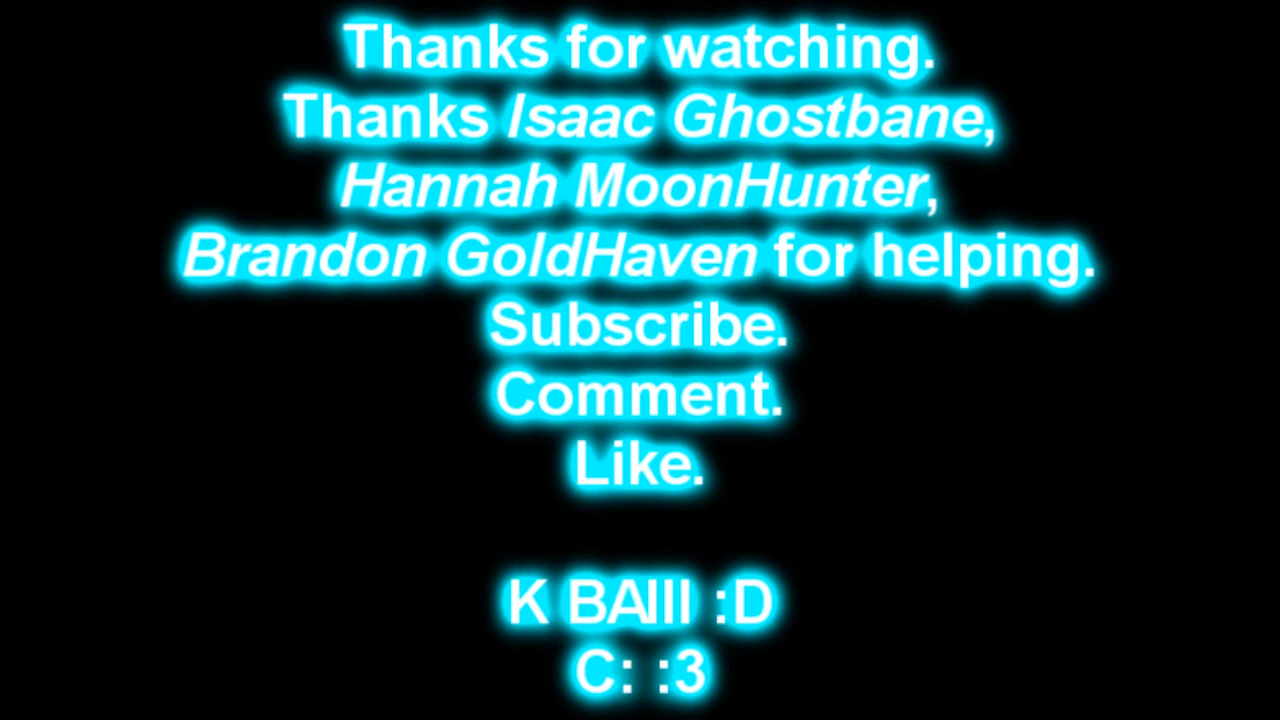 Thanks for watching.
Thanks Isaac Ghostbane,
Hannah MoonHunter,
Brandon GoldHaven for helping.
Subscribe.
Comment.
Like.
K BAIII :D
C: :3